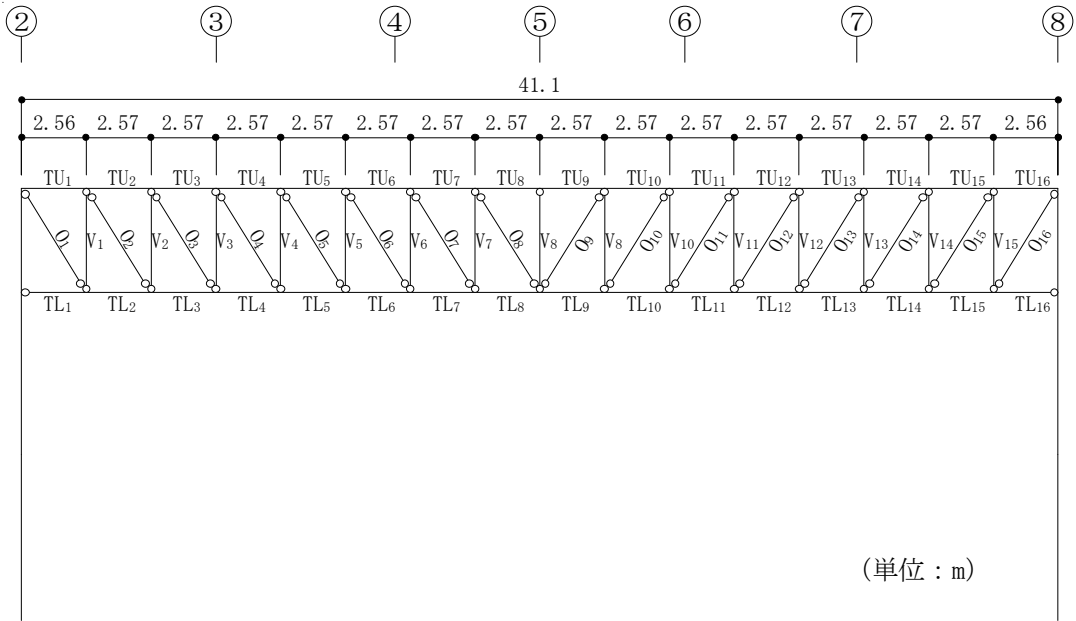 ② ③ ④ ⑤ ⑥ ⑦ ⑧
41.1
2.56 2.57 2.57 2.57 2.57 2.57 2.57 2.57 2.57 2.57 2.57 2.57 2.57 2.57 2.57 2.56
TU₁ TU₂ TU₃ TU₄ TU₅ TU₆ TU₇ TU₈ TU₉ TU₁₀ TU₁₁ TU₁₂ TU₁₃ TU₁₄ TU₁₅ TU₁₆
O₁ V₁ O₂ V₂ O₃ V₃ O₄ V₄ O₅ V₅ O₆ V₆ O₇ V₇ O₈ V₈ O₉ V₈ O₁₀ V₁₀ O₁₁ V₁₁ O₁₂ V₁₂ O₁₃ V₁₃ O₁₄ V₁₄ O₁₅ V₁₅ O₁₆
TL₁ TL₂ TL₃ TL₄ TL₅ TL₆ TL₇ TL₈ TL₉ TL₁₀ TL₁₁ TL₁₂ TL₁₃ TL₁₄ TL₁₅ TL₁₆
(単位：m)